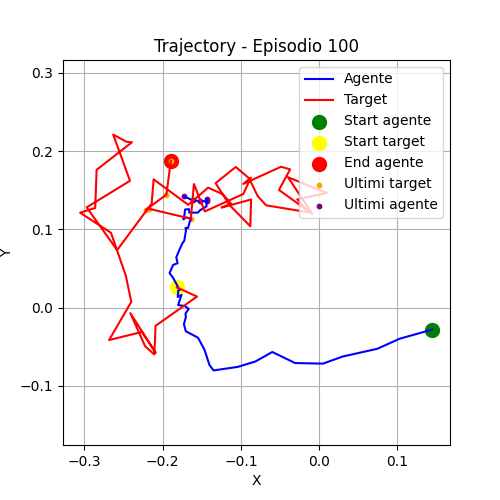 Trajectory - Episodio 100
Agente
Target
Start agente
Start target
End agente
Ultimi target
Ultimi agente
0.3
0.2
0.1
0.0
−0.1
Y
−0.3
−0.2
−0.1
0.0
0.1
X